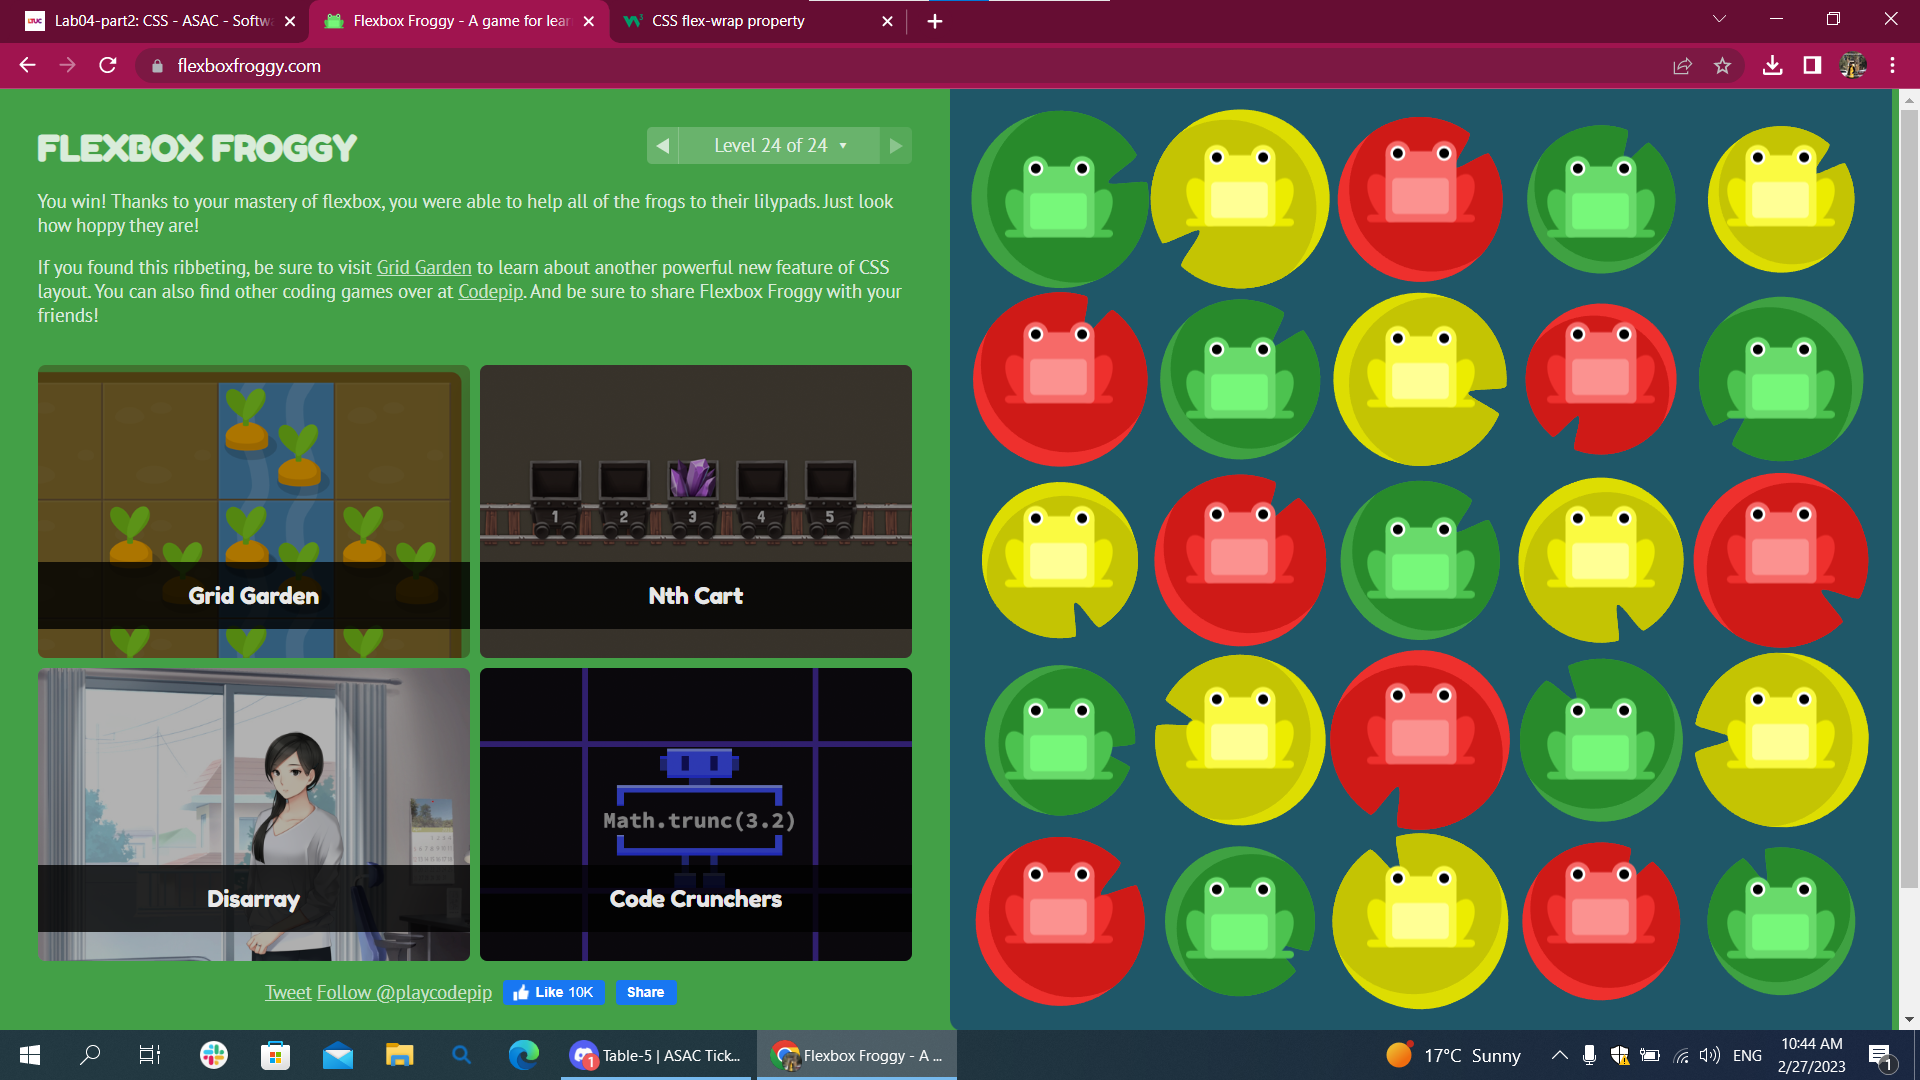 Lab04-part2: CSS - ASAC - Softw
Flexbox Froggy - A game for lear
CSS flex-wrap property
flexboxfroggy.com
FLEXBOX FROGGY
Level 24 of 24
You win! Thanks to your mastery of flexbox, you were able to help all of the frogs to their lilypads. Just look
how hoppy they are!
If you found this ribbeting, be sure to visit Grid Garden to learn about another powerful new feature of CSS
layout. You can also find other coding games over at Codepip. And be sure to share Flexbox Froggy with your
friends!
1 2 3 4 5
Grid Garden
Nth Cart
Math.trunc(3.2)
Disarray
Code Crunchers
Tweet Follow @playcodepip Like 10K Share
1 Table-5 | ASAC Tick...
Flexbox Froggy - A ...
17°C Sunny
ENG
10:44 AM
2/27/2023
1